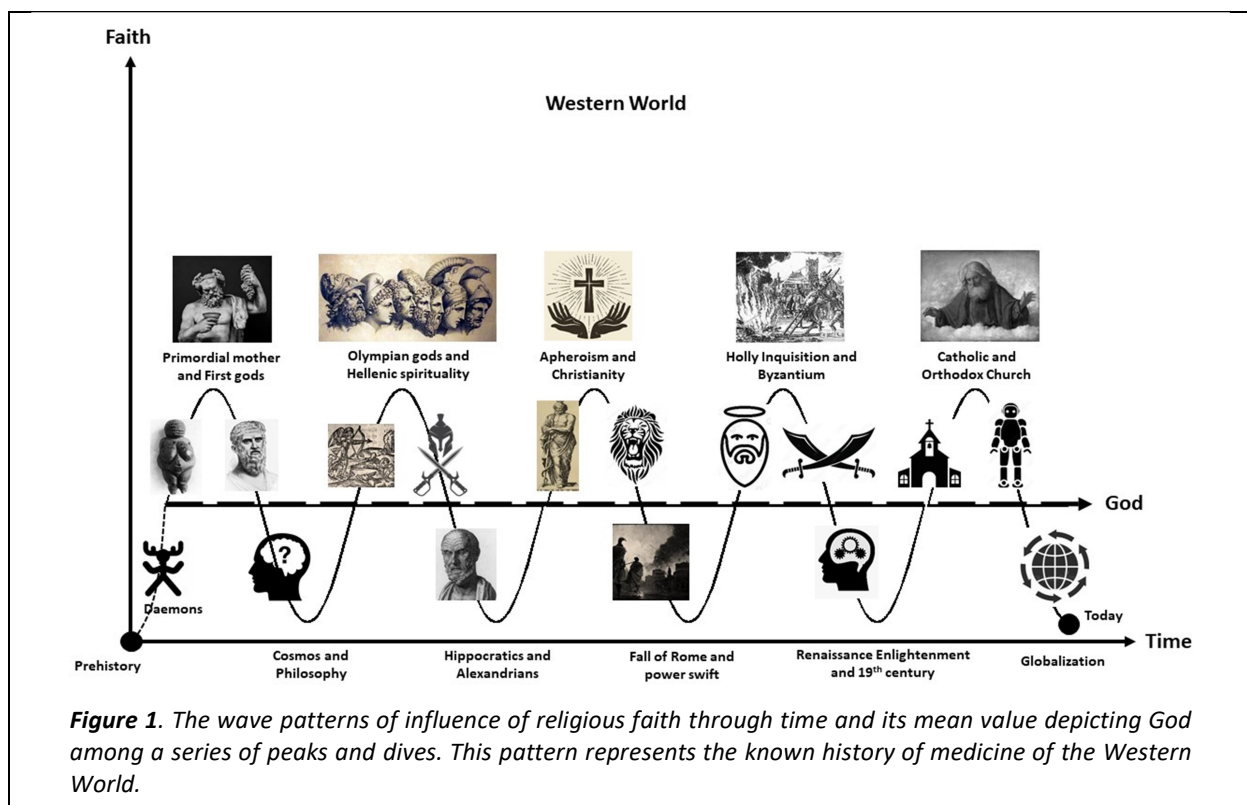 Faith
Western World
Primordial mother
and First gods
Olympian gods and
Hellenic spirituality
Apheroism and
Christianity
Holly Inquisition and
Byzantium
Catholic and
Orthodox Church
God
?
Daemons
Today
Time
Prehistory
Cosmos and
Philosophy
Hippocratics and
Alexandrians
Fall of Rome and
power swift
Renaissance Enlightenment
and 19th century
Globalization
Figure 1. The wave patterns of influence of religious faith through time and its mean value depicting God
among a series of peaks and dives. This pattern represents the known history of medicine of the Western
World.